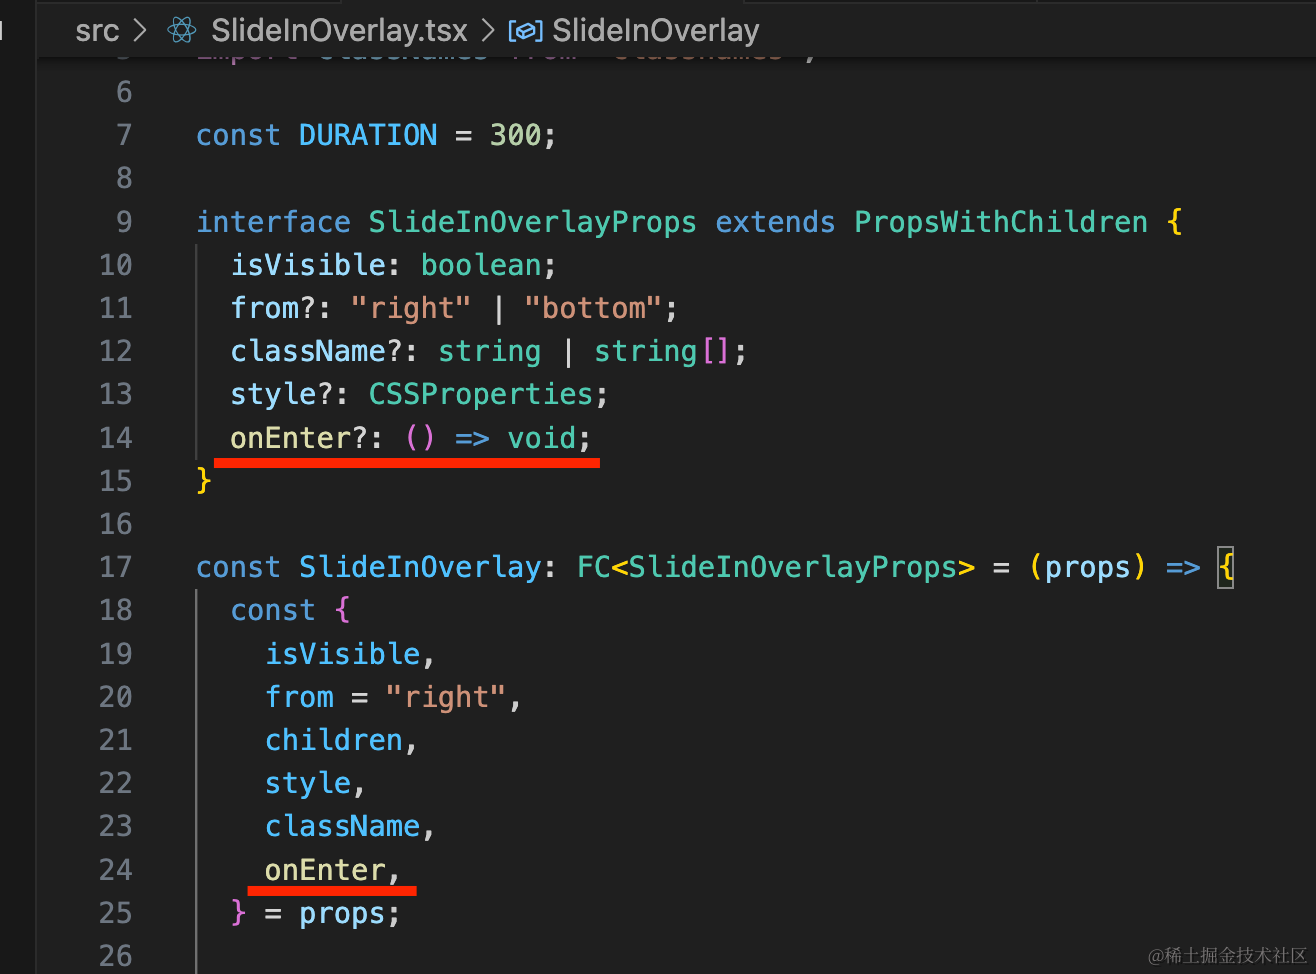 src > SlideInOverlay.tsx > SlideInOverlay
6
7 const DURATION = 300;
8
9 interface SlideInOverlayProps extends PropsWithChildren {
10 isVisible: boolean;
11 from?: "right" | "bottom";
12 className?: string | string[];
13 style?: CSSProperties;
14 onEnter?: () => void;
15 }
16
17 const SlideInOverlay: FC<SlideInOverlayProps> = (props) => {
18 const {
19 isVisible,
20 from = "right",
21 children,
22 style,
23 className,
24 onEnter,
25 } = props;
26
@稀土掘金技术社区